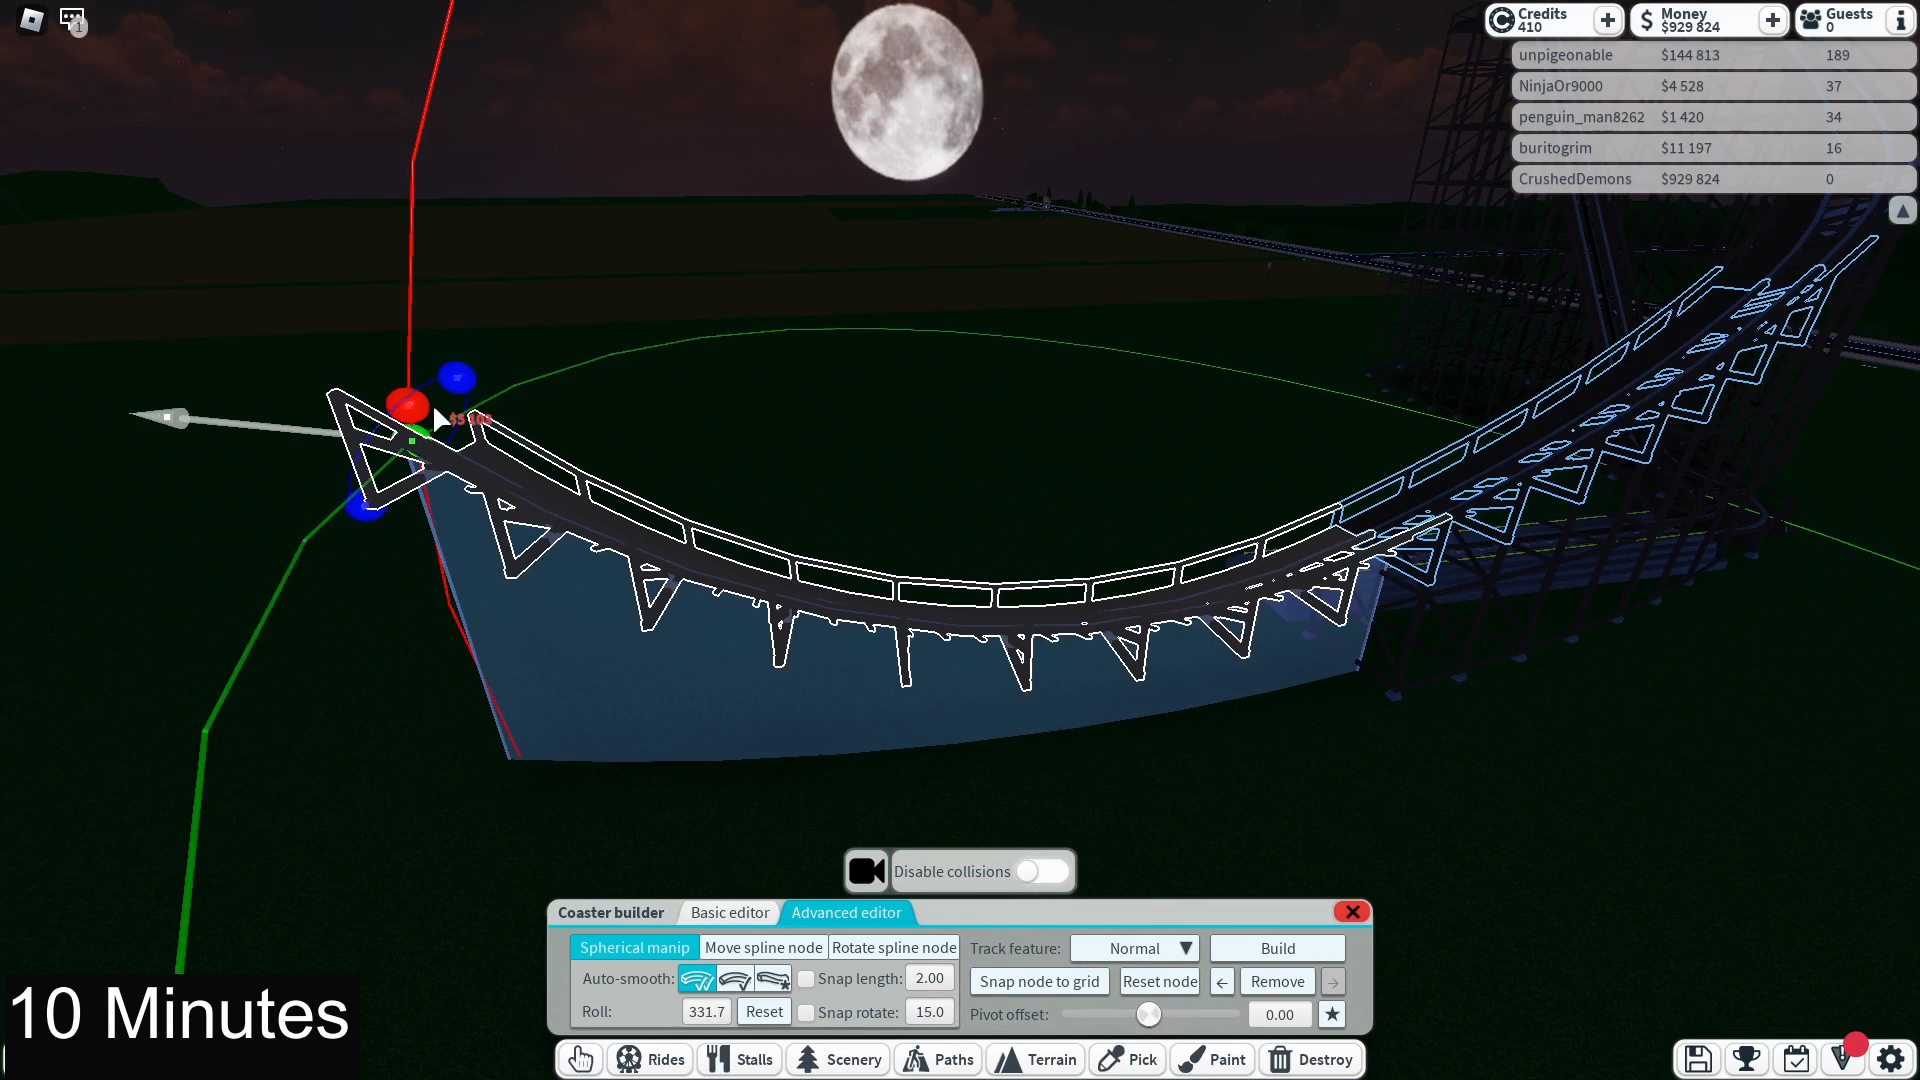 1
Credits
410
Money
$929 824
Guests
0
unpigeonable $144 813 189
NinjaOr9000 $4 528 37
penguin_man8262 $1 420 34
buritogrim $11 197 16
CrushedDemons $929 824 0
Disable collisions
Coaster builder Basic editor Advanced editor
Spherical manip Move spline node Rotate spline node
Auto-smooth: Snap length: 2.00
Roll: 331.7 Reset Snap rotate: 15.0
Track feature: Normal Build
Snap node to grid Reset node Remove
Pivot offset: 0.00
10 Minutes
Rides Stalls Scenery Paths Terrain Pick Paint Destroy